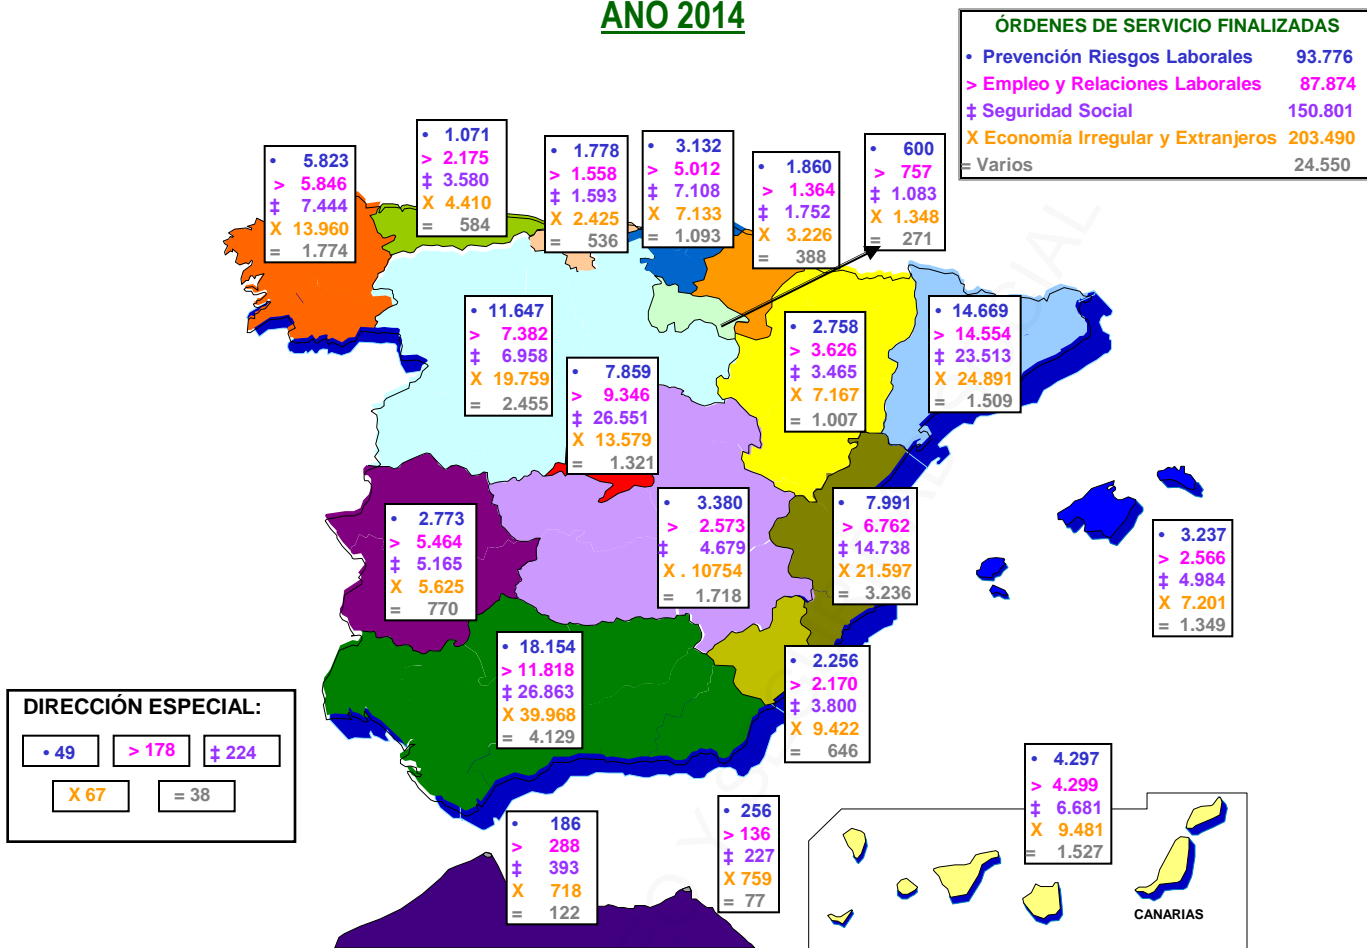 AÑO 2014
ÓRDENES DE SERVICIO FINALIZADAS
• Prevención Riesgos Laborales 93.776
> Empleo y Relaciones Laborales 87.874
‡ Seguridad Social 150.801
X Economía Irregular y Extranjeros 203.490
= Varios 24.550
• 5.823
> 5.846
‡ 7.444
X 13.960
= 1.774
• 1.071
> 2.175
‡ 3.580
X 4.410
= 584
• 1.778
> 1.558
‡ 1.593
X 2.425
= 536
• 3.132
> 5.012
‡ 7.108
X 7.133
= 1.093
• 1.860
> 1.364
‡ 1.752
X 3.226
= 388
• 600
> 757
‡ 1.083
X 1.348
= 271
• 11.647
> 7.382
‡ 6.958
X 19.759
= 2.455
• 7.859
> 9.346
‡ 26.551
X 13.579
= 1.321
• 2.758
> 3.626
‡ 3.465
X 7.167
= 1.007
• 14.669
> 14.554
‡ 23.513
X 24.891
= 1.509
• 2.773
> 5.464
‡ 5.165
X 5.625
= 770
• 3.380
> 2.573
‡ 4.679
X . 10754
= 1.718
• 7.991
> 6.762
‡ 14.738
X 21.597
= 3.236
• 3.237
> 2.566
‡ 4.984
X 7.201
= 1.349
• 18.154
> 11.818
‡ 26.863
X 39.968
= 4.129
• 2.256
> 2.170
‡ 3.800
X 9.422
= 646
DIRECCIÓN ESPECIAL:
• 49 > 178 ‡ 224
X 67 = 38
• 186
> 288
‡ 393
X 718
= 122
• 256
> 136
‡ 227
X 759
= 77
• 4.297
> 4.299
‡ 6.681
X 9.481
= 1.527
CANARIAS